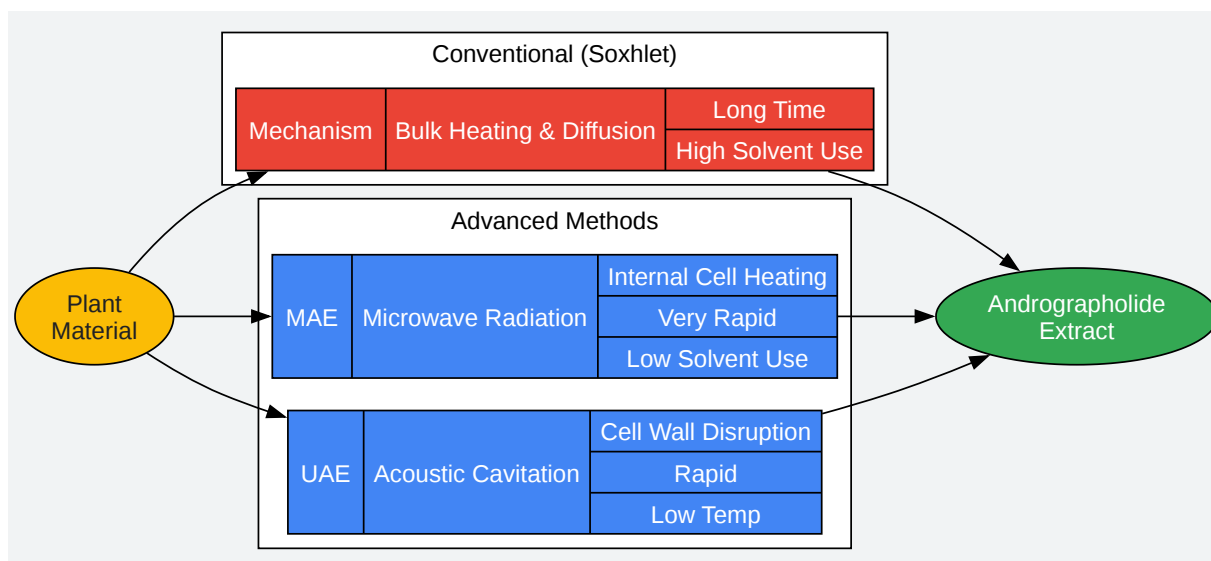 Conventional (Soxhlet)
Mechanism
Bulk Heating & Diffusion
Long Time
High Solvent Use
Advanced Methods
Plant
Material
MAE
Microwave Radiation
Internal Cell Heating
Very Rapid
Low Solvent Use
UAE
Acoustic Cavitation
Cell Wall Disruption
Rapid
Low Temp
Andrographolide
Extract